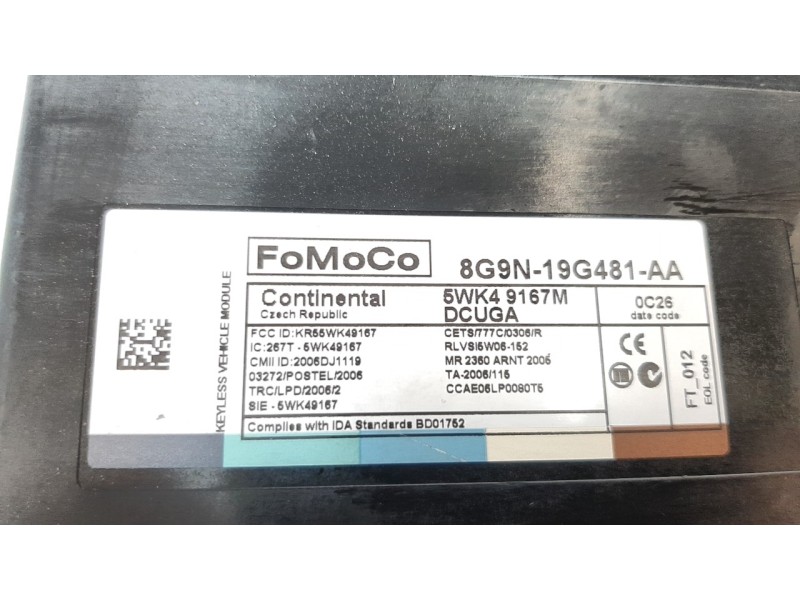 KEYLESS VEHICLE MODULE
FoMoCo
8G9N-19G481-AA
Continental
Czech Republic
5WK4 9167M
DCUGA
0C26
date code
FCC ID:KR55WK49167
IC:267T - 5WK49167
CMII ID:2006DJ1119
03272/POSTEL/2006
TRC/LPD/2006/2
SIE - 5WK49167
CETS/777C/0306/R
RLVSI5W06-152
MR 2360 ARNT 2006
TA-2006/115
CCAE06LP0080T5
CE
FT_012
EOL code
Complies with IDA Standards BD01752